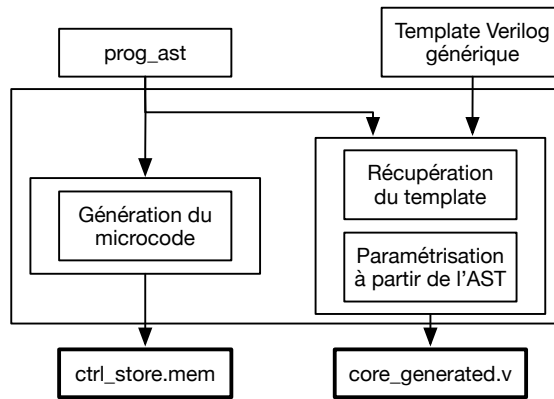 prog_ast
Template Verilog
générique
Génération du
microcode
Récupération
du template
Paramétrisation
à partir de l'AST
ctrl_store.mem
core_generated.v